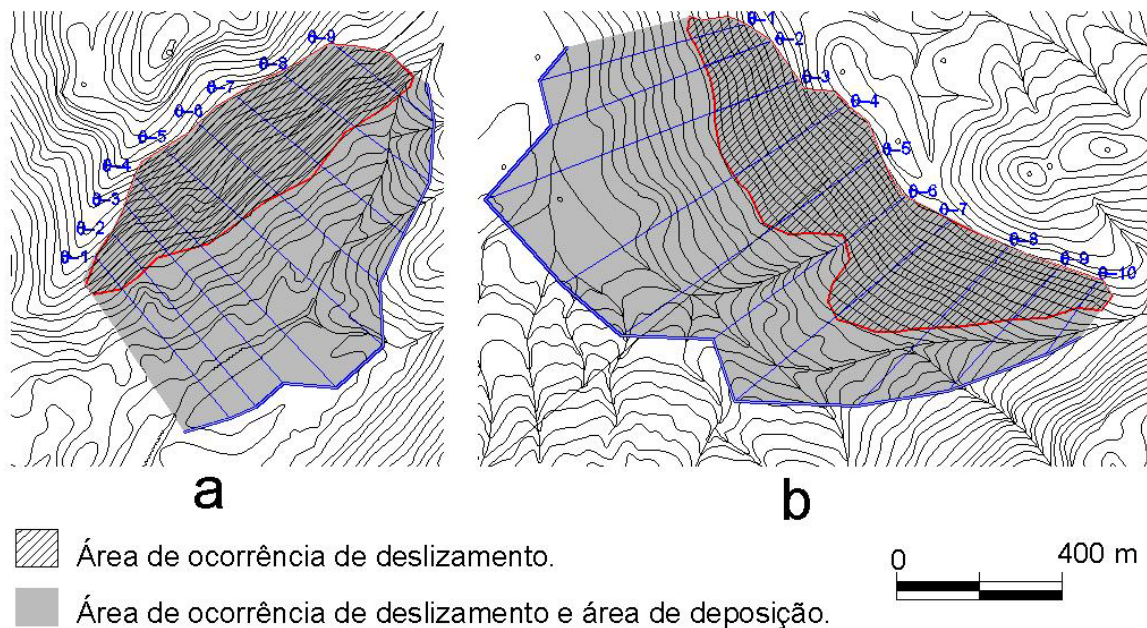 θ–9
θ–8
θ–7
θ–6
θ–5
θ–4
θ–3
θ–2
θ–1
θ–1
θ–2
θ–3
θ–4
θ–5
θ–6
θ–7
θ–8
θ–9
θ–10
a
b
Área de ocorrência de deslizamento.
0 400 m
Área de ocorrência de deslizamento e área de deposição.